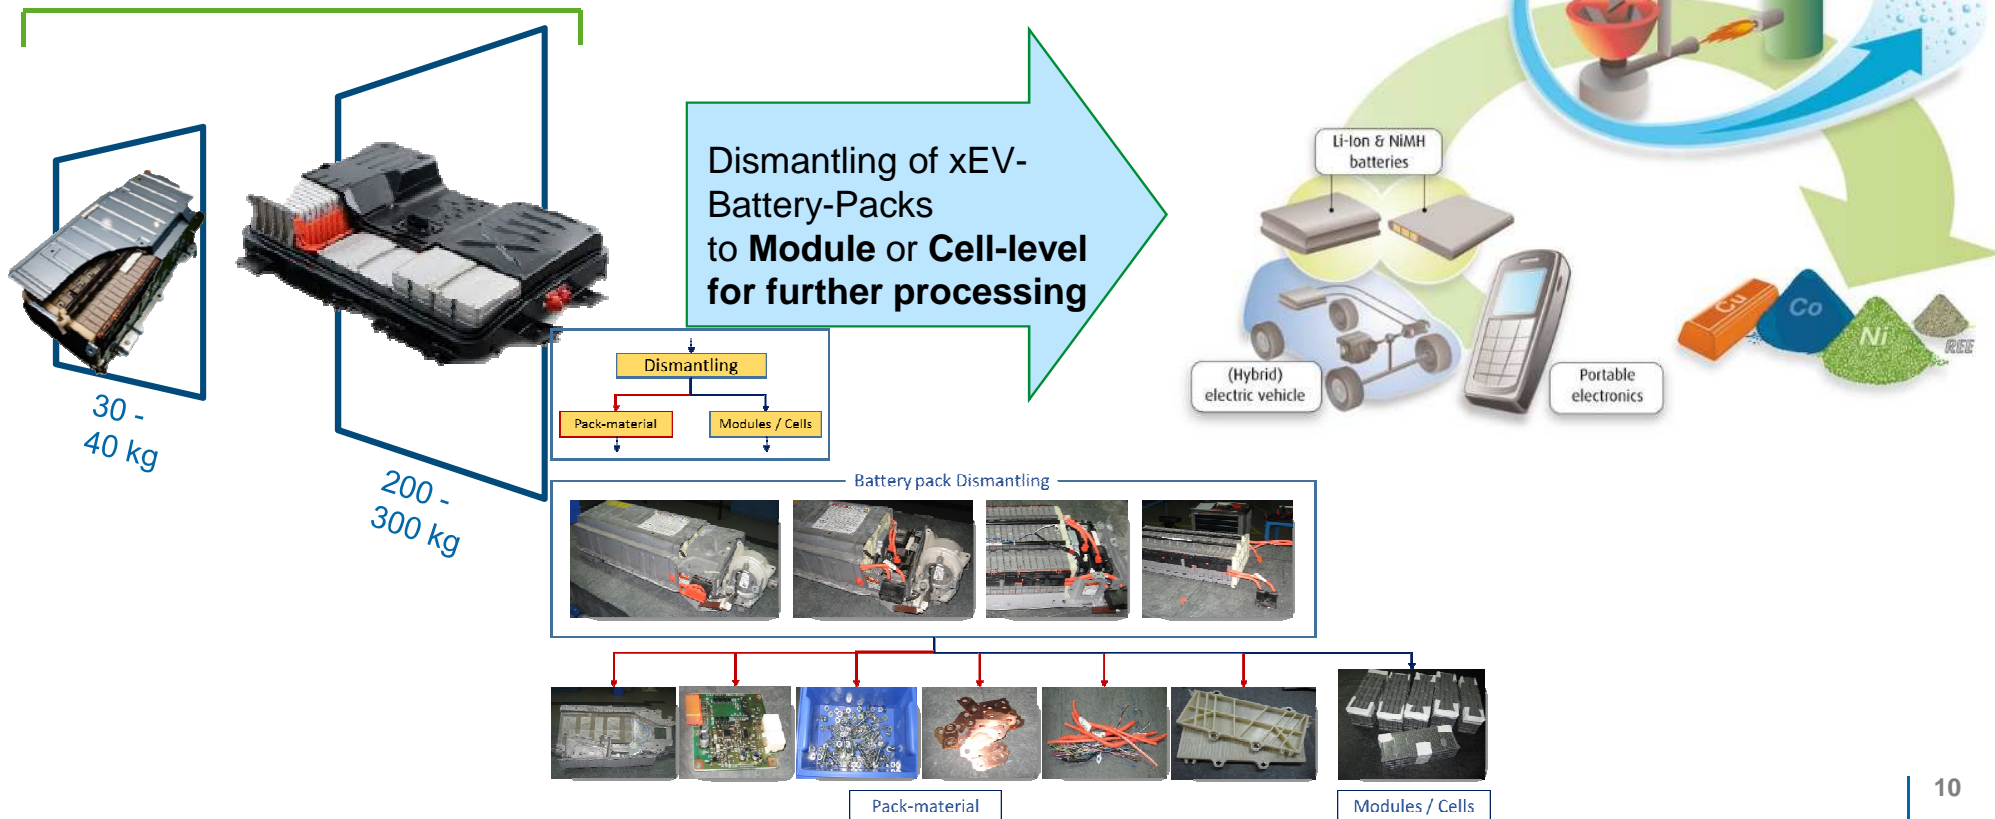 30 -
40 kg
200 -
300 kg
Dismantling of xEV-
Battery-Packs
to Module or Cell-level
for further processing
Dismantling
Pack-material
Modules / Cells
Li-Ion & NiMH
batteries
(Hybrid)
electric vehicle
Portable
electronics
Cu
Co
Ni
REE
Battery pack Dismantling
Pack-material
Modules / Cells
10